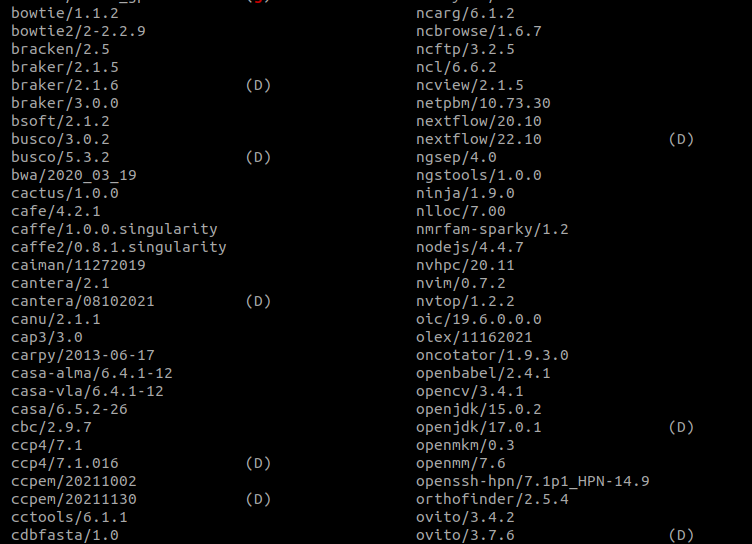 bowtie/1.1.2 ncarg/6.1.2
bowtie2/2-2.2.9 ncbrowse/1.6.7
bracken/2.5 ncftp/3.2.5
braker/2.1.5 ncl/6.6.2
braker/2.1.6 (D) ncview/2.1.5
braker/3.0.0 netpbm/10.73.30
bsoft/2.1.2 nextflow/20.10
busco/3.0.2 nextflow/22.10 (D)
busco/5.3.2 (D) ngsep/4.0
bwa/2020_03_19 ngstools/1.0.0
cactus/1.0.0 ninja/1.9.0
cafe/4.2.1 nlloc/7.00
caffe/1.0.0.singularity nmrfam-sparky/1.2
caffe2/0.8.1.singularity nodejs/4.4.7
caiman/11272019 nvhpc/20.11
cantera/2.1 nvim/0.7.2
cantera/08102021 (D) nvtop/1.2.2
canu/2.1.1 oic/19.6.0.0.0
cap3/3.0 olex/11162021
carpy/2013-06-17 oncotator/1.9.3.0
casa-alma/6.4.1-12 openbabel/2.4.1
casa-vla/6.4.1-12 opencv/3.4.1
casa/6.5.2-26 openjdk/15.0.2
cbc/2.9.7 openjdk/17.0.1 (D)
ccp4/7.1 openmkm/0.3
ccp4/7.1.016 (D) openmm/7.6
ccpem/20211002 openssh-hpn/7.1p1_HPN-14.9
ccpem/20211130 (D) orthofinder/2.5.4
cctools/6.1.1 ovito/3.4.2
cdbfasta/1.0 ovito/3.7.6 (D)